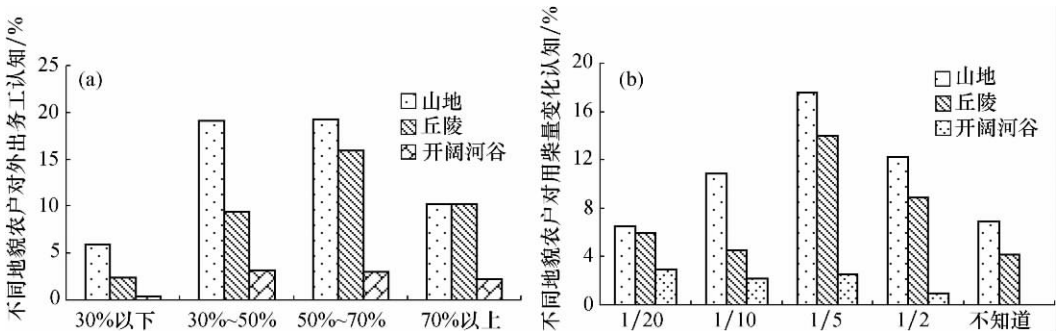 不同地貌农户对外出务工认知/%
25
20
15
10
5
0
(a)
山地
丘陵
开阔河谷
30%以下
30%~50%
50%~70%
70%以上
不同地貌农户对用柴量变化认知/%
20
16
12
8
4
0
(b)
山地
丘陵
开阔河谷
1/20
1/10
1/5
1/2
不知道